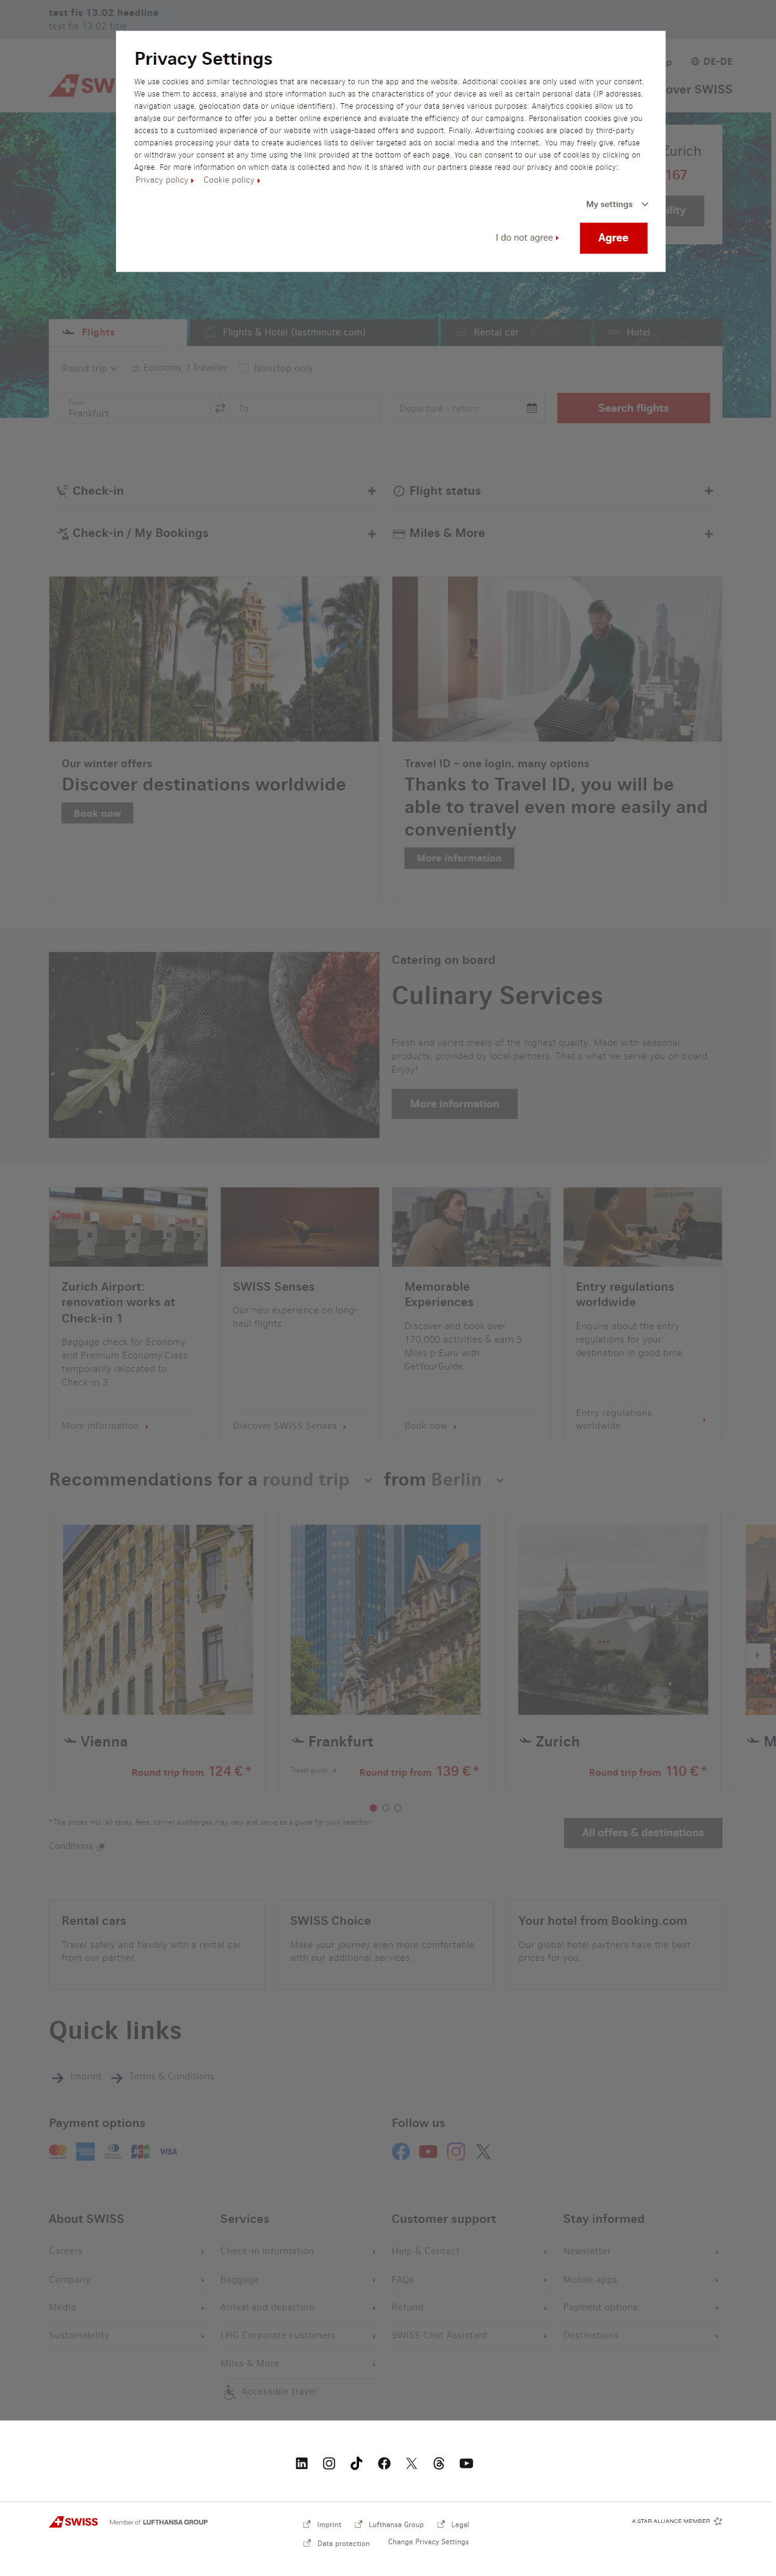 test fis 13.02 headline
test fis 13.02 title
DE-DE
Privacy Settings
We use cookies and similar technologies that are necessary to run the app and the website. Additional cookies are only used with your consent.
We use them to access, analyse and store information such as the characteristics of your device as well as certain personal data (IP addresses,
navigation usage, geolocation data or unique identifiers). The processing of your data serves various purposes: Analytics cookies allow us to
analyse our performance to offer you a better online experience and evaluate the efficiency of our campaigns. Personalisation cookies give you
access to a customised experience of our website with usage-based offers and support. Finally, Advertising cookies are placed by third-party
companies processing your data to create audiences lists to deliver targeted ads on social media and the internet. You may freely give, refuse
or withdraw your consent at any time using the link provided at the bottom of each page. You can consent to our use of cookies by clicking on
Agree. For more information on which data is collected and how it is shared with our partners please read our privacy and cookie policy:
Privacy policy Cookie policy
My settings
I do not agree Agree
over SWISS
Zurich
167
Flights Flights & Hotel (lastminute.com) Rental car Hotel
Round trip Economy, 1 Traveller Nonstop only
From
Frankfurt To Departure - return Search flights
Check-in Flight status
Check-in / My Bookings Miles & More
Our winter offers
Discover destinations worldwide
Book now
Travel ID – one login, many options
Thanks to Travel ID, you will be
able to travel even more easily and
conveniently
More information
Catering on board
Culinary Services
Fresh and varied meals of the highest quality. Made with seasonal
products, provided by local partners. That's what we serve you on board.
Enjoy!
More information
Zurich Airport:
renovation works at
Check-in 1
Baggage check for Economy
and Premium Economy Class
temporarily relocated to
Check-in 3.
More information
SWISS Senses
Our new experience on long-
haul flights.
Discover SWISS Senses
Memorable
Experiences
Discover and book over
170,000 activities & earn 5
Miles p.Euro with
GetYourGuide
Book now
Entry regulations
worldwide
Enquire about the entry
regulations for your
destination in good time.
Entry regulations
worldwide
Recommendations for a round trip from Berlin
Vienna
Round trip from 124 € *
Frankfurt
Travel guide Round trip from 139 € *
Zurich
Round trip from 110 € *
M
*The prices incl. all taxes, fees, carrier surcharges may vary and serve as a guide for your selection.
Conditions
All offers & destinations
Rental cars
Travel safely and flexibly with a rental car
from our partner.
SWISS Choice
Make your journey even more comfortable
with our additional services.
Your hotel from Booking.com
Our global hotel partners have the best
prices for you.
Quick links
Imprint Terms & Conditions
Payment options Follow us
VISA
About SWISS Services Customer support Stay informed
Careers Check-in information Help & Contact Newsletter
Company Baggage FAQs Mobile apps
Media Arrival and departure Refund Payment options
Sustainability LHG Corporate customers SWISS Chat Assistant Destinations
Miles & More
Accessible travel
SWISS Member of LUFTHANSA GROUP Imprint Lufthansa Group Legal A STAR ALLIANCE MEMBER
Data protection Change Privacy Settings